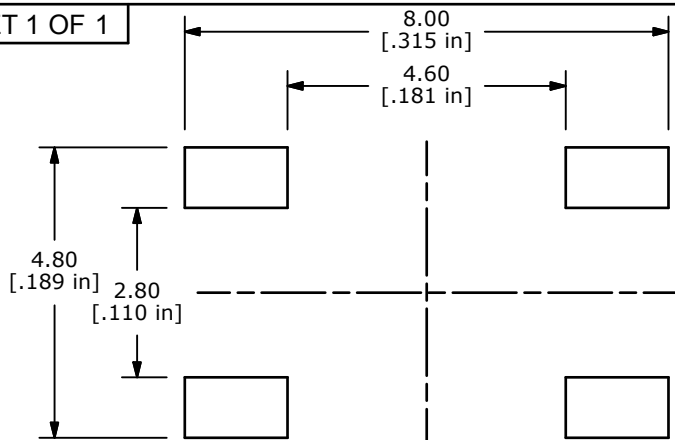 ET 1 OF 1
8.00
[.315 in]
4.60
[.181 in]
4.80
[.189 in]
2.80
[.110 in]